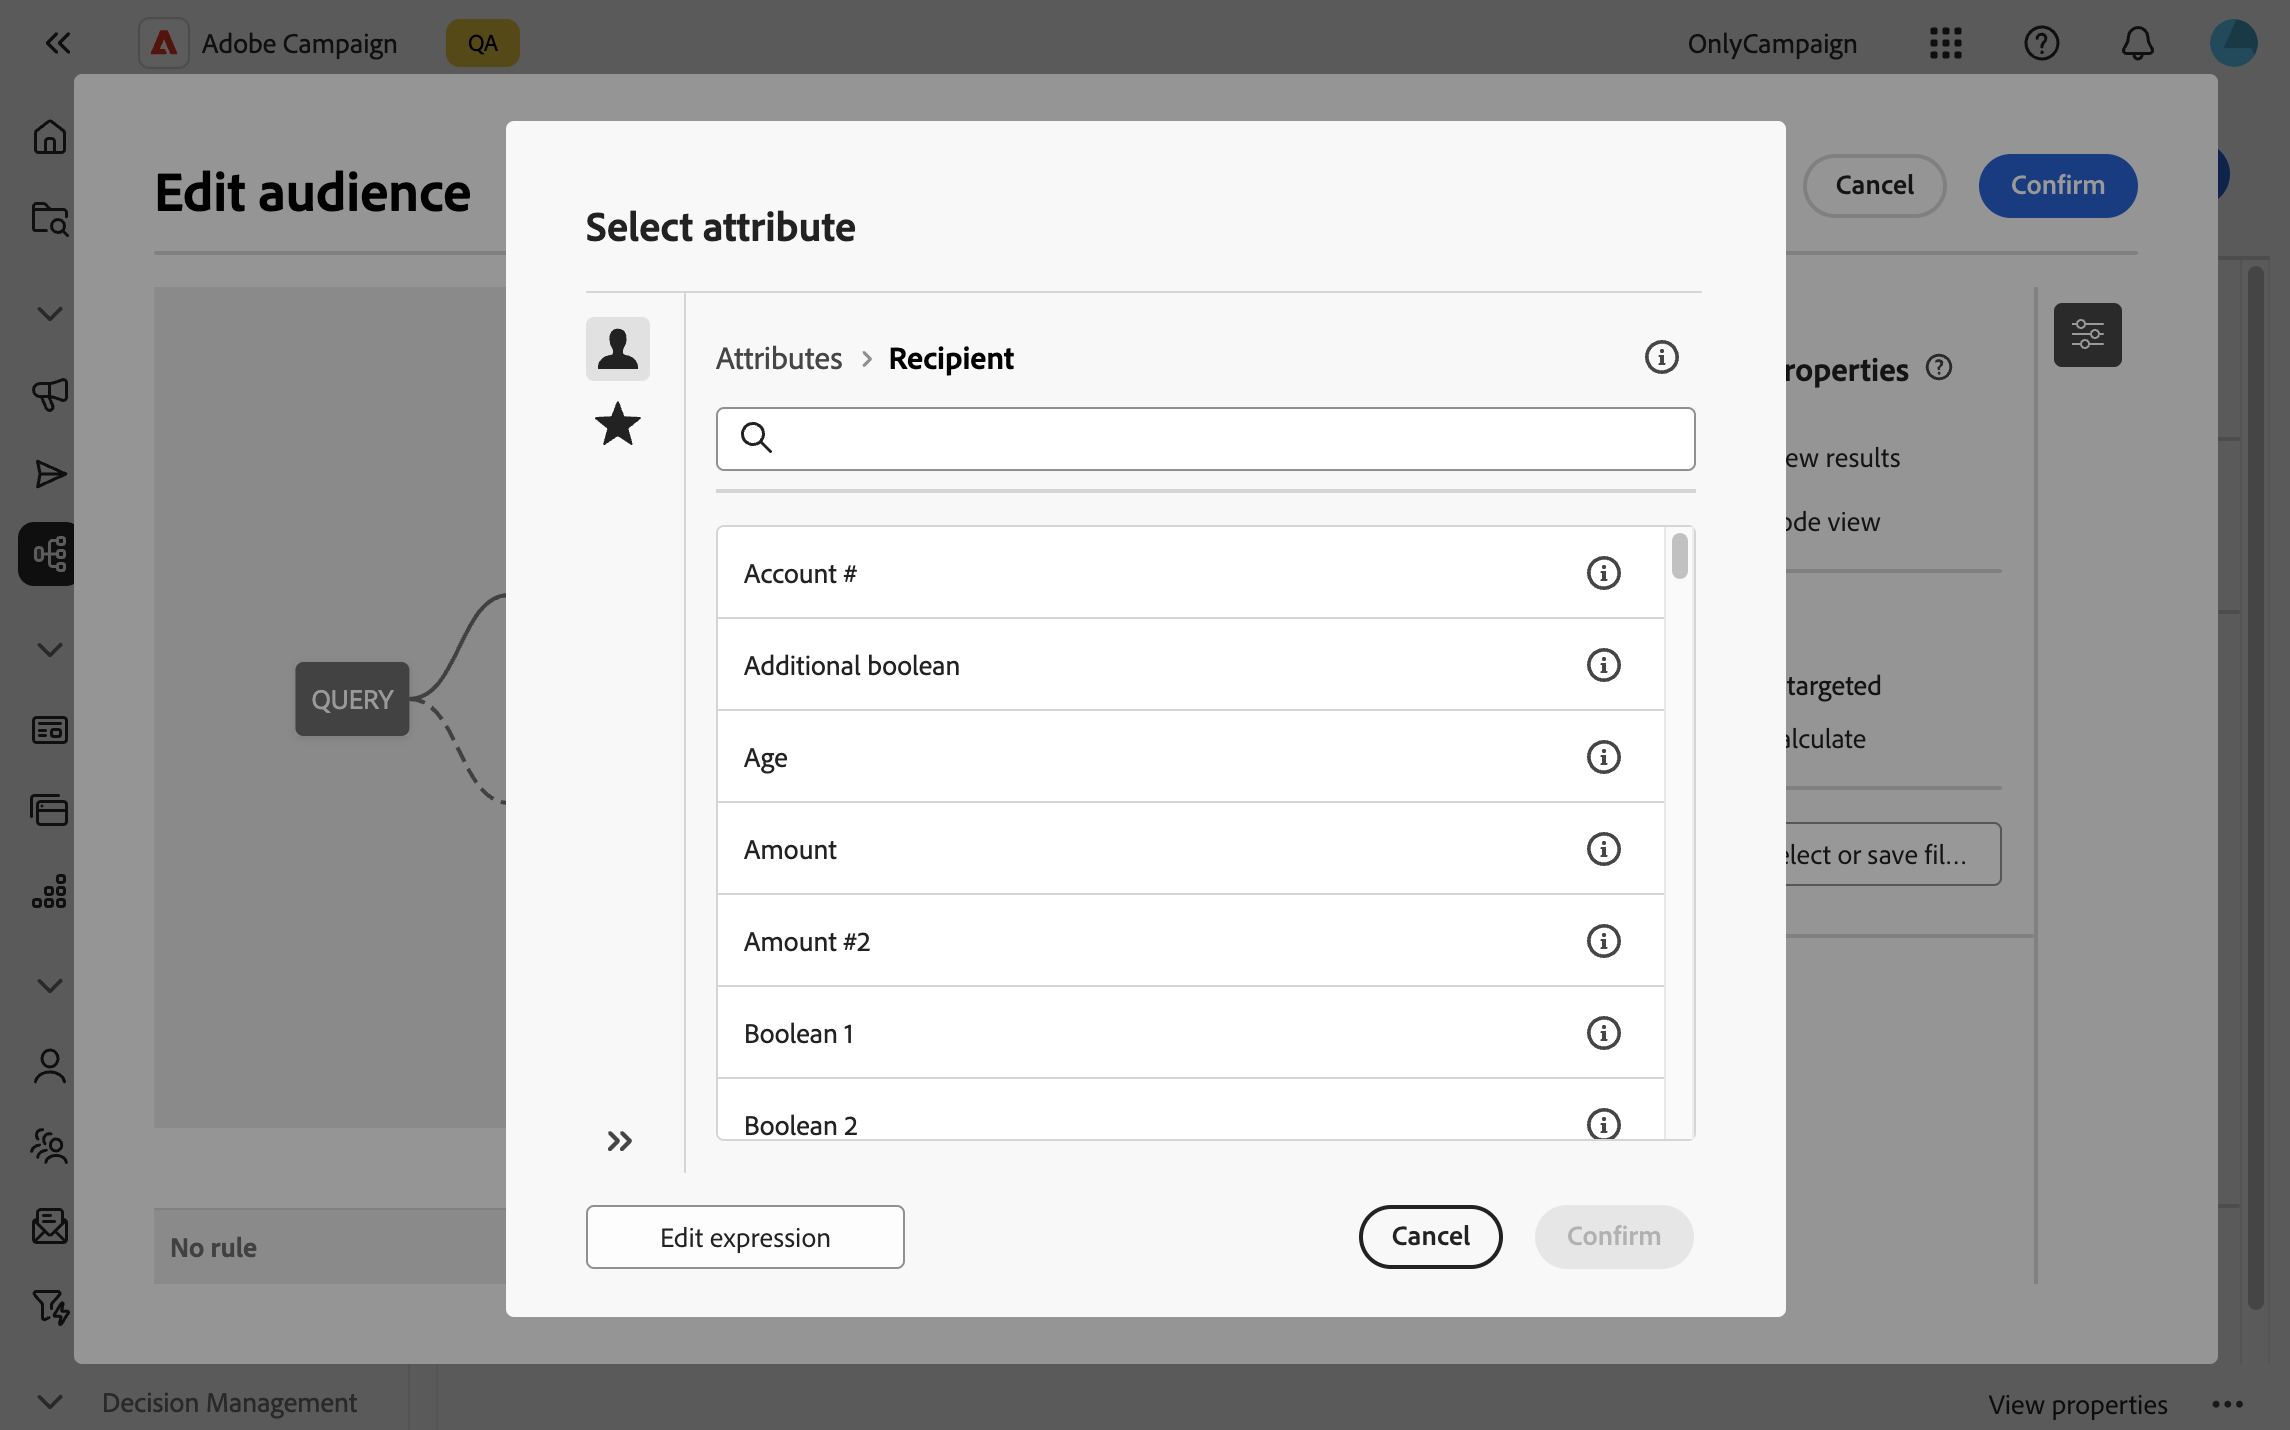 Adobe Campaign
QA
OnlyCampaign
Edit audience
Cancel
Confirm
Select attribute
Attributes > Recipient
Account #
Additional boolean
Age
Amount
Amount #2
Boolean 1
Boolean 2
Edit expression
Cancel
Confirm
QUERY
No rule
roperties
ew results
ode view
targeted
alculate
elect or save fil...
Decision Management
View properties